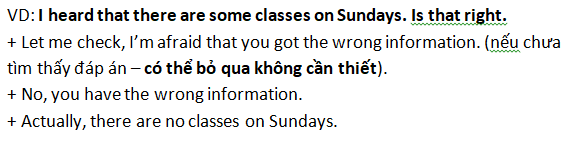 VD: I heard that there are some classes on Sundays. Is that right.
+ Let me check, I’m afraid that you got the wrong information. (nếu chưa
tìm thấy đáp án – có thể bỏ qua không cần thiết).
+ No, you have the wrong information.
+ Actually, there are no classes on Sundays.